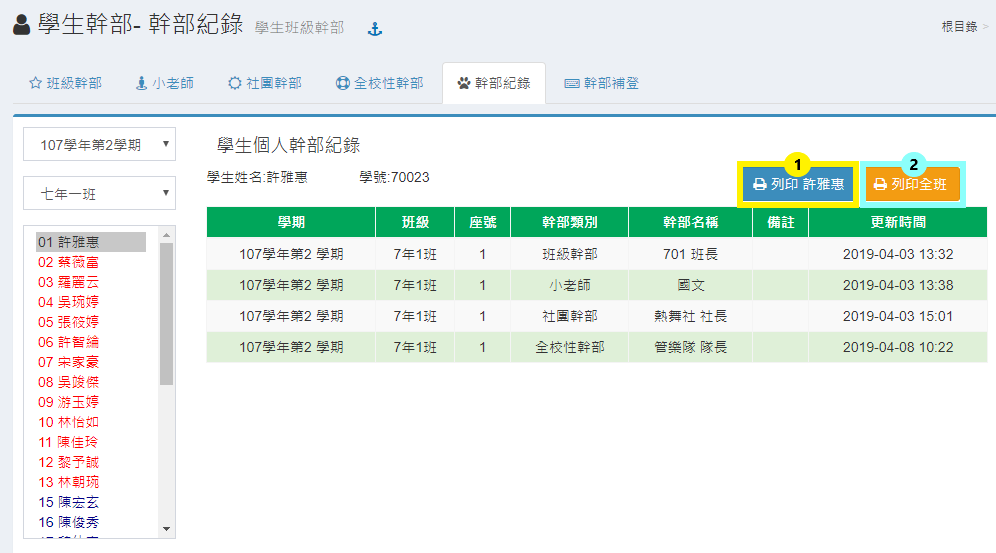 學生幹部- 幹部紀錄 學生班級幹部
根目錄 >
班級幹部 小老師 社團幹部 全校性幹部 幹部紀錄 幹部補登
107學年第2學期
七年一班
01 許雅惠
02 蔡薇富
03 羅麗云
04 吳琬婷
05 張筱婷
06 許智綸
07 宋家豪
08 吳竣傑
09 游玉婷
10 林怡如
11 陳佳玲
12 黎予誠
13 林朝琬
15 陳宏玄
16 陳俊秀
學生個人幹部紀錄
學生姓名:許雅惠 學號:70023
1
列印 許雅惠
2
列印全班
學期 班級 座號 幹部類別 幹部名稱 備註 更新時間
107學年第2 學期 7年1班 1 班級幹部 701 班長 2019-04-03 13:32
107學年第2 學期 7年1班 1 小老師 國文 2019-04-03 13:38
107學年第2 學期 7年1班 1 社團幹部 熱舞社 社長 2019-04-03 15:01
107學年第2 學期 7年1班 1 全校性幹部 管樂隊 隊長 2019-04-08 10:22